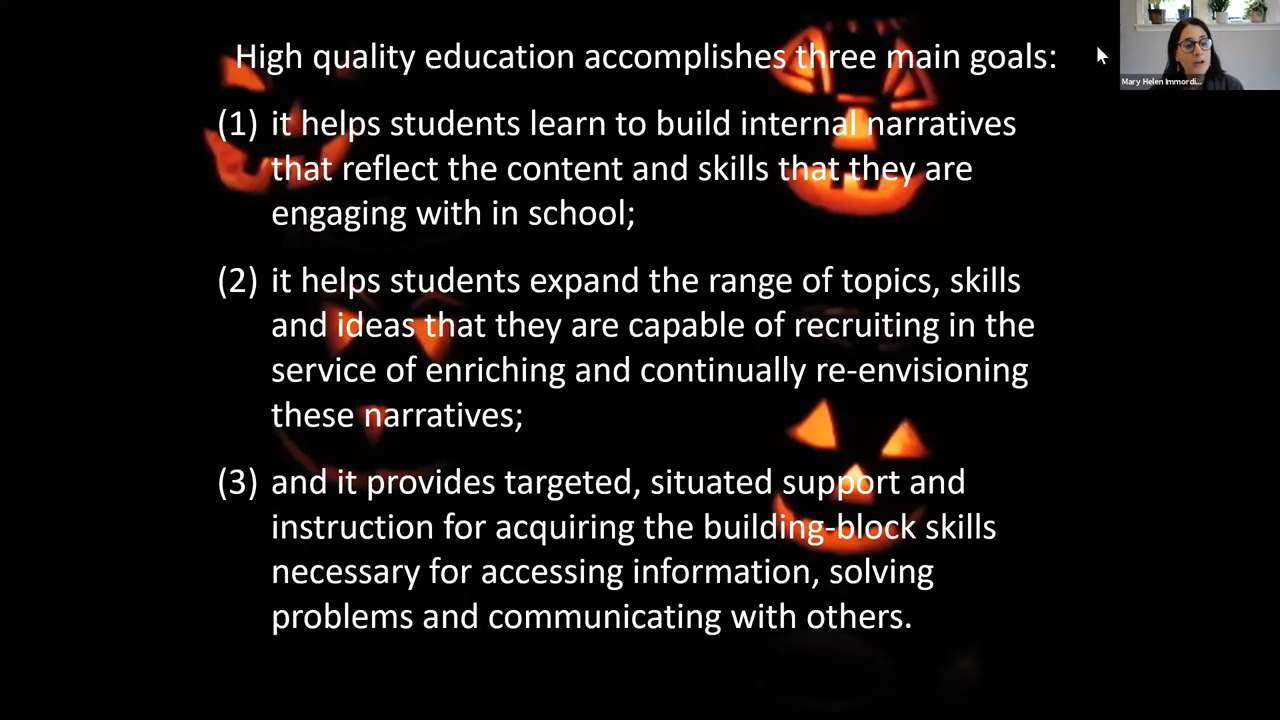 High quality education accomplishes three main goals:
(1) it helps students learn to build internal narratives
that reflect the content and skills that they are
engaging with in school;
(2) it helps students expand the range of topics, skills
and ideas that they are capable of recruiting in the
service of enriching and continually re-envisioning
these narratives;
(3) and it provides targeted, situated support and
instruction for acquiring the building-block skills
necessary for accessing information, solving
problems and communicating with others.
Mary Helen Immordi...